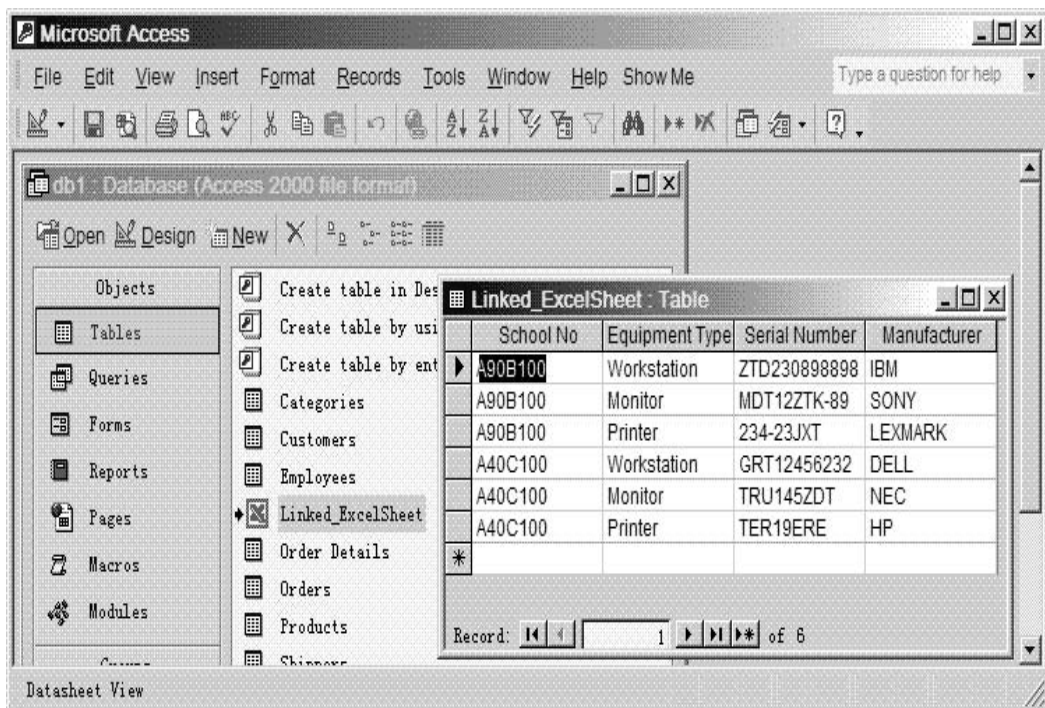 Microsoft Access
File Edit View Insert Format Records Tools Window Help Show Me Type a question for help
db1 : Database (Access 2000 file format)
Open Design New
Objects
Tables
Queries
Forms
Reports
Pages
Macros
Modules
Create table in Des
Create table by usi
Create table by ent
Categories
Customers
Employees
Linked_ExcelSheet
Order Details
Orders
Products
Shippers
Linked_ExcelSheet : Table
School No Equipment Type Serial Number Manufacturer
A90B100 Workstation ZTD230898898 IBM
A90B100 Monitor MDT12ZTK-89 SONY
A90B100 Printer 234-23JXT LEXMARK
A40C100 Workstation GRT12456232 DELL
A40C100 Monitor TRU145ZDT NEC
A40C100 Printer TER19ERE HP
Record: 1 of 6
Datasheet View